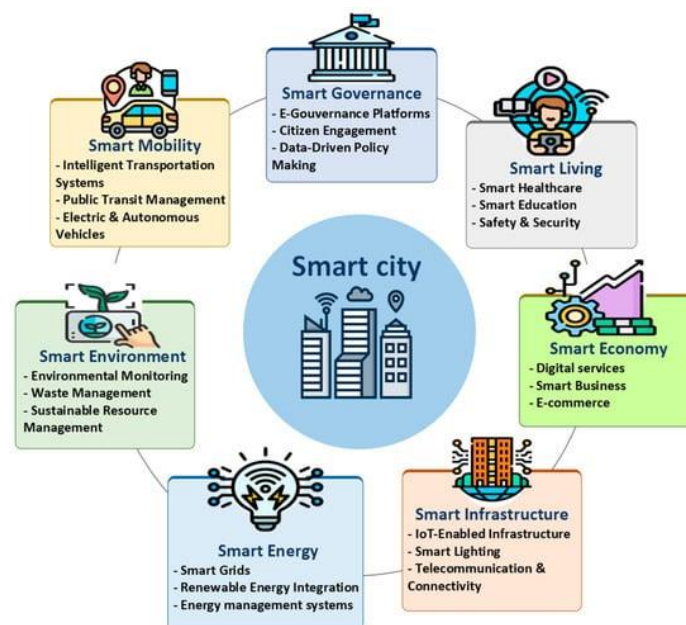 Smart Governance
- E-Gouvernance Platforms
- Citizen Engagement
- Data-Driven Policy
Making
Smart Mobility
- Intelligent Transportation
Systems
- Public Transit Management
- Electric & Autonomous
Vehicles
Smart Living
- Smart Healthcare
- Smart Education
- Safety & Security
Smart city
Smart Environment
- Environmental Monitoring
- Waste Management
- Sustainable Resource
Management
Smart Economy
- Digital services
- Smart Business
- E-commerce
Smart Energy
- Smart Grids
- Renewable Energy Integration
- Energy management systems
Smart Infrastructure
- IoT-Enabled Infrastructure
- Smart Lighting
- Telecommunication &
Connectivity